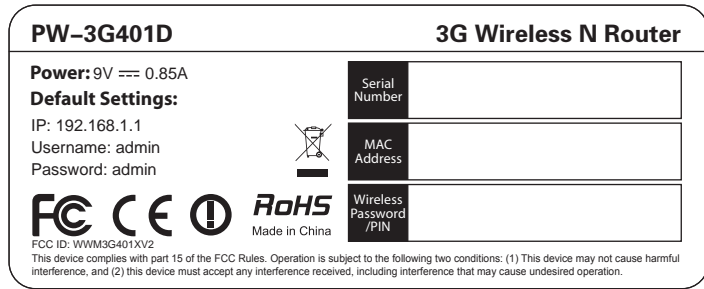 PW-3G401D
3G Wireless N Router
Power: 9V ⎓ 0.85A
Default Settings:
IP: 192.168.1.1
Username: admin
Password: admin
Serial
Number
MAC
Address
Wireless
Password
/PIN
FC CE
RoHS
Made in China
FCC ID: WWM3G401XV2
This device complies with part 15 of the FCC Rules. Operation is subject to the following two conditions: (1) This device may not cause harmful
interference, and (2) this device must accept any interference received, including interference that may cause undesired operation.